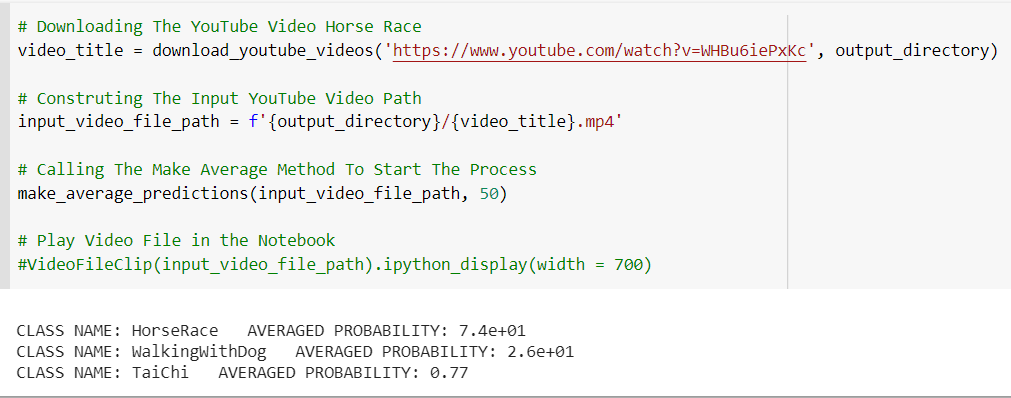 # Downloading The YouTube Video Horse Race
video_title = download_youtube_videos('https://www.youtube.com/watch?v=WHBu6iePxKc', output_directory)
# Construting The Input YouTube Video Path
input_video_file_path = f'{output_directory}/{video_title}.mp4'
# Calling The Make Average Method To Start The Process
make_average_predictions(input_video_file_path, 50)
# Play Video File in the Notebook
#VideoFileClip(input_video_file_path).ipython_display(width = 700)
CLASS NAME: HorseRace   AVERAGED PROBABILITY: 7.4e+01
CLASS NAME: WalkingWithDog   AVERAGED PROBABILITY: 2.6e+01
CLASS NAME: TaiChi   AVERAGED PROBABILITY: 0.77